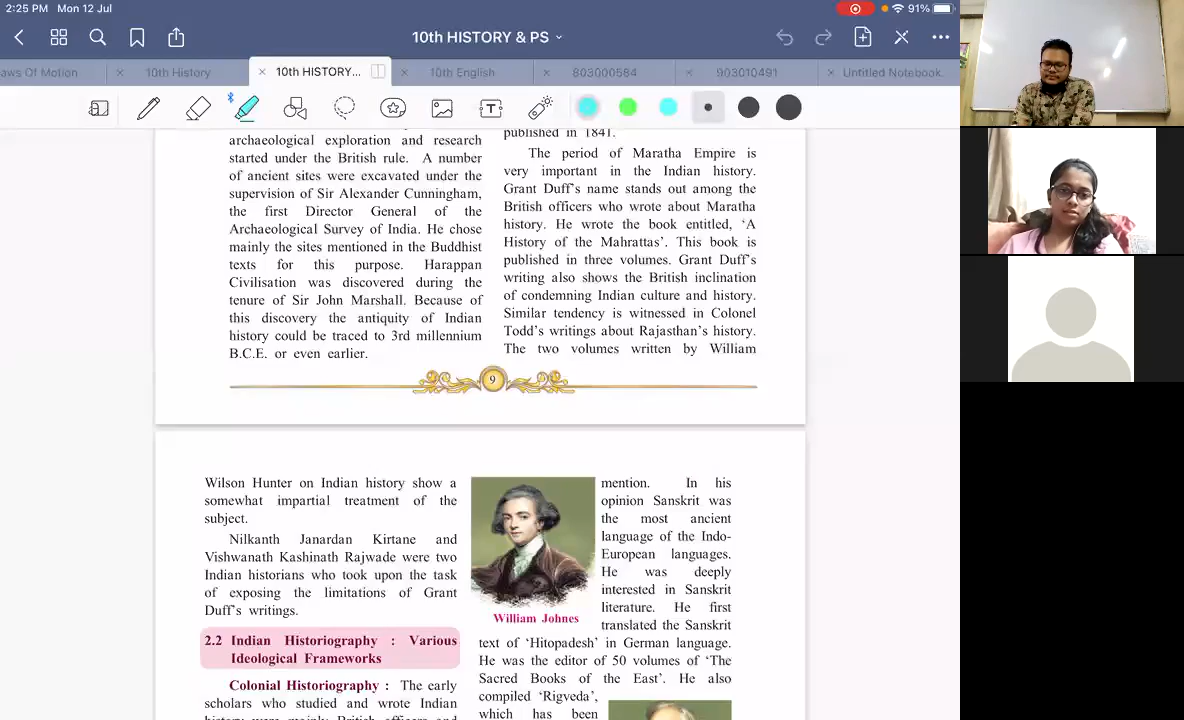 2:25 PM Mon 12 Jul
91%
10th HISTORY & PS
aws Of Motion
10th History
10th HISTORY...
10th English
803000584
903010491
Untitled Notebook
archaeological exploration and research
started under the British rule. A number
of ancient sites were excavated under the
supervision of Sir Alexander Cunningham,
the first Director General of the
Archaeological Survey of India. He chose
mainly the sites mentioned in the Buddhist
texts for this purpose. Harappan
Civilisation was discovered during the
tenure of Sir John Marshall. Because of
this discovery the antiquity of Indian
history could be traced to 3rd millennium
B.C.E. or even earlier.
published in 1841.
The period of Maratha Empire is
very important in the Indian history.
Grant Duff's name stands out among the
British officers who wrote about Maratha
history. He wrote the book entitled, 'A
History of the Mahrattas'. This book is
published in three volumes. Grant Duff's
writing also shows the British inclination
of condemning Indian culture and history.
Similar tendency is witnessed in Colonel
Todd's writings about Rajasthan's history.
The two volumes written by William
9
Wilson Hunter on Indian history show a
somewhat impartial treatment of the
subject.
Nilkanth Janardan Kirtane and
Vishwanath Kashinath Rajwade were two
Indian historians who took upon the task
of exposing the limitations of Grant
Duff's writings.
2.2 Indian Historiography : Various
Ideological Frameworks
Colonial Historiography : The early
scholars who studied and wrote Indian
history were mainly British officers and
William Johnes
mention. In his
opinion Sanskrit was
the most ancient
language of the Indo-
European languages.
He was deeply
interested in Sanskrit
literature. He first
translated the Sanskrit
text of 'Hitopadesh' in German language.
He was the editor of 50 volumes of 'The
Sacred Books of the East'. He also
compiled 'Rigveda',
which has been